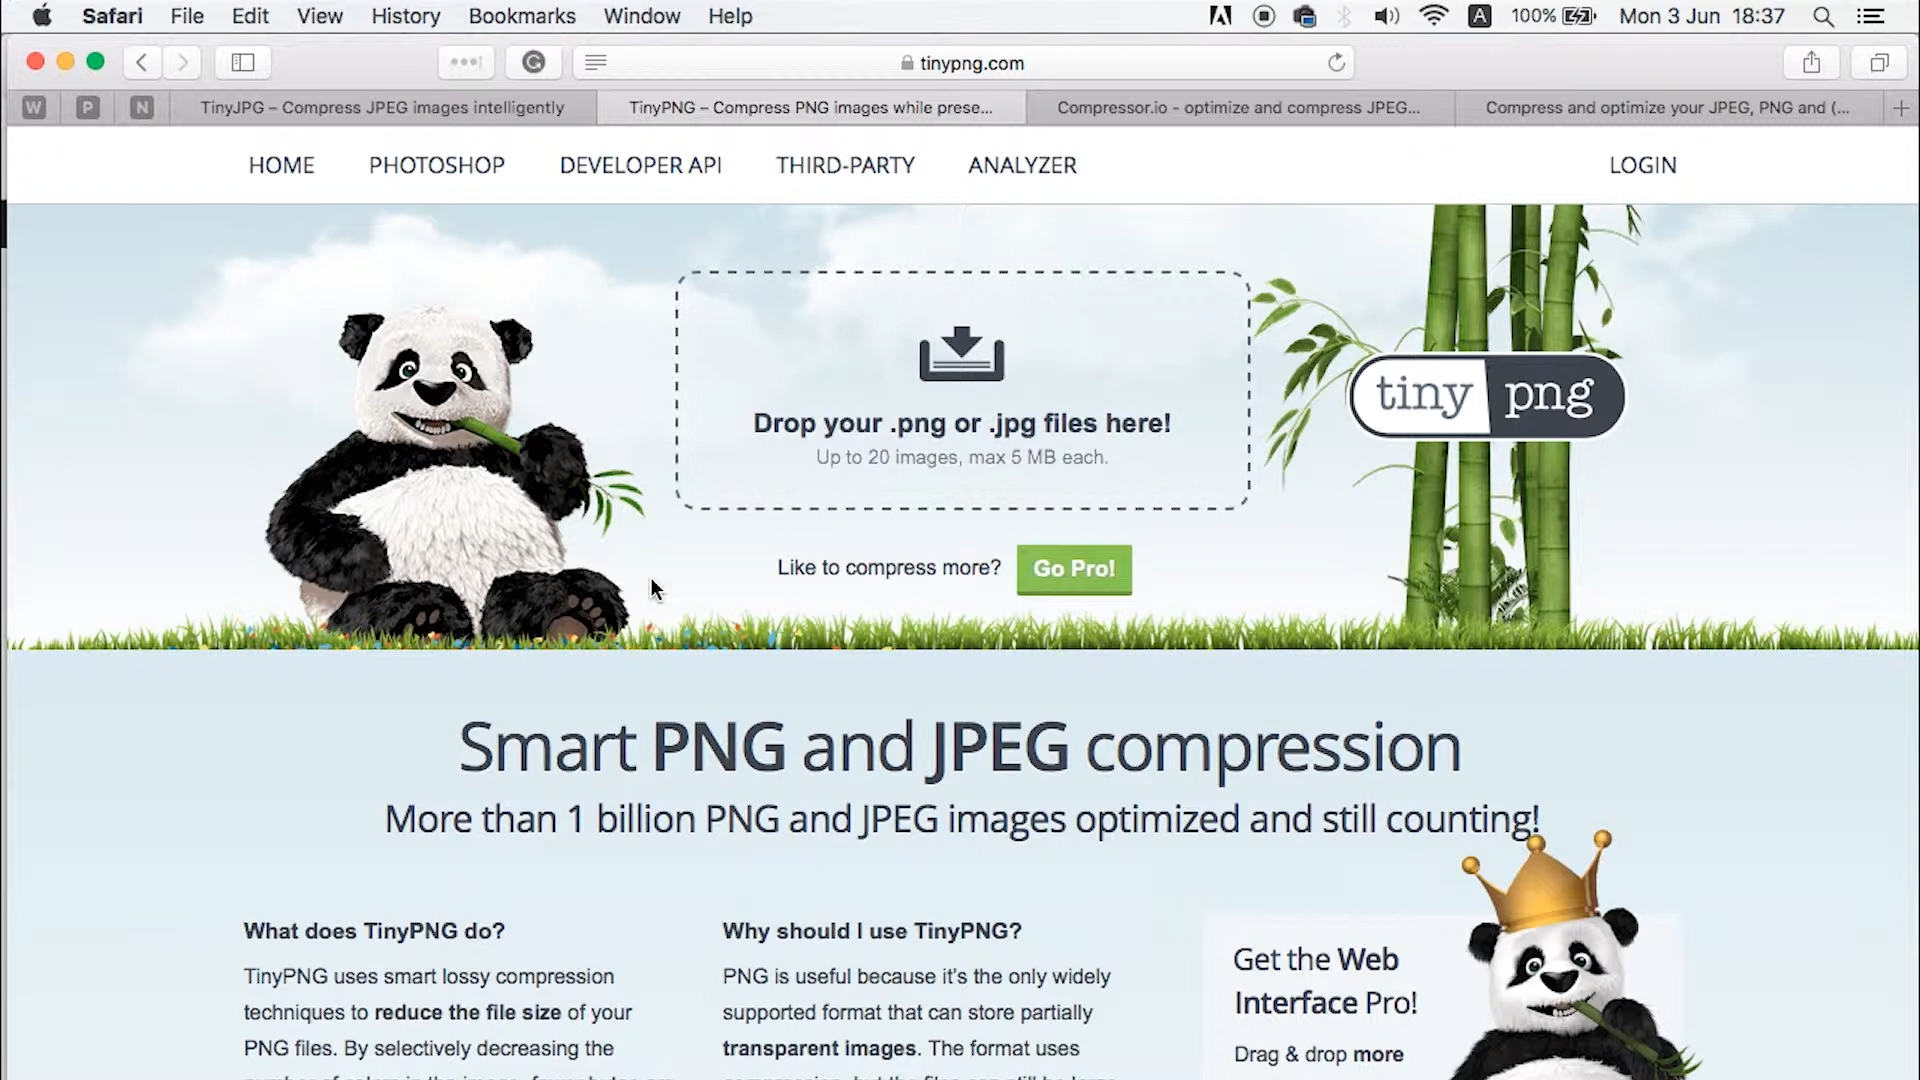 Safari File Edit View History Bookmarks Window Help A 100% Mon 3 Jun 18:37
tinypng.com
W P N TinyJPG – Compress JPEG images intelligently TinyPNG – Compress PNG images while prese... Compressor.io - optimize and compress JPEG... Compress and optimize your JPEG, PNG and (...
HOME PHOTOSHOP DEVELOPER API THIRD-PARTY ANALYZER LOGIN
Drop your .png or .jpg files here!
Up to 20 images, max 5 MB each.
tiny png
Like to compress more? Go Pro!
Smart PNG and JPEG compression
More than 1 billion PNG and JPEG images optimized and still counting!
What does TinyPNG do?
TinyPNG uses smart lossy compression
techniques to reduce the file size of your
PNG files. By selectively decreasing the
Why should I use TinyPNG?
PNG is useful because it's the only widely
supported format that can store partially
transparent images. The format uses
Get the Web
Interface Pro!
Drag & drop more